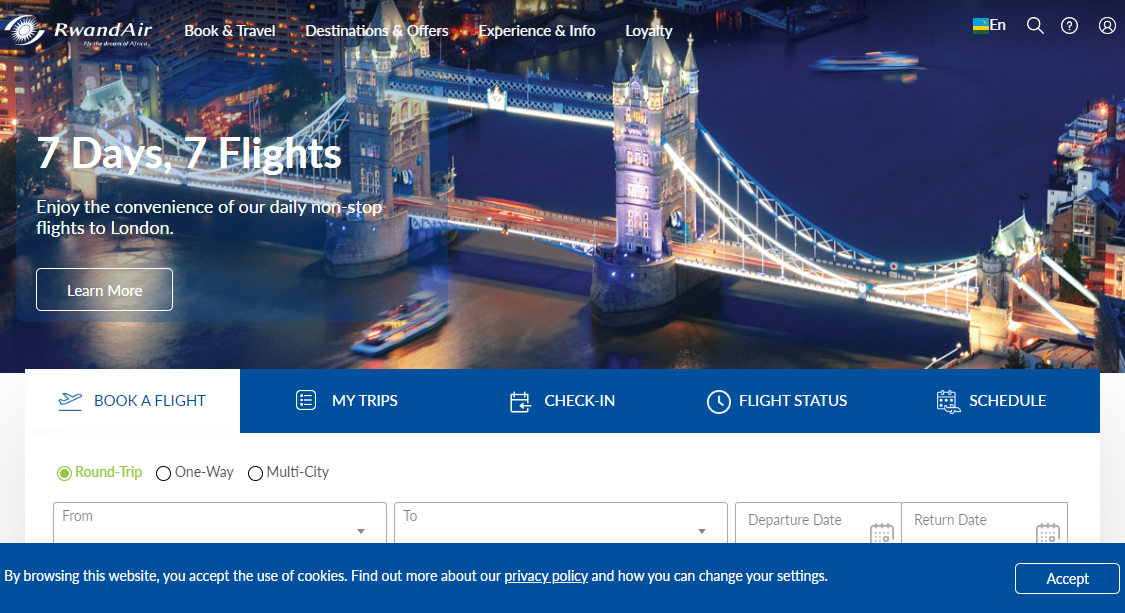 RwandAir
Fly the dream of Africa
Book & Travel
Destinations & Offers
Experience & Info
Loyalty
En
7 Days, 7 Flights
Enjoy the convenience of our daily non-stop
flights to London.
Learn More
BOOK A FLIGHT
MY TRIPS
CHECK-IN
FLIGHT STATUS
SCHEDULE
Round-Trip
One-Way
Multi-City
From
To
Departure Date
Return Date
By browsing this website, you accept the use of cookies. Find out more about our privacy policy and how you can change your settings.
Accept